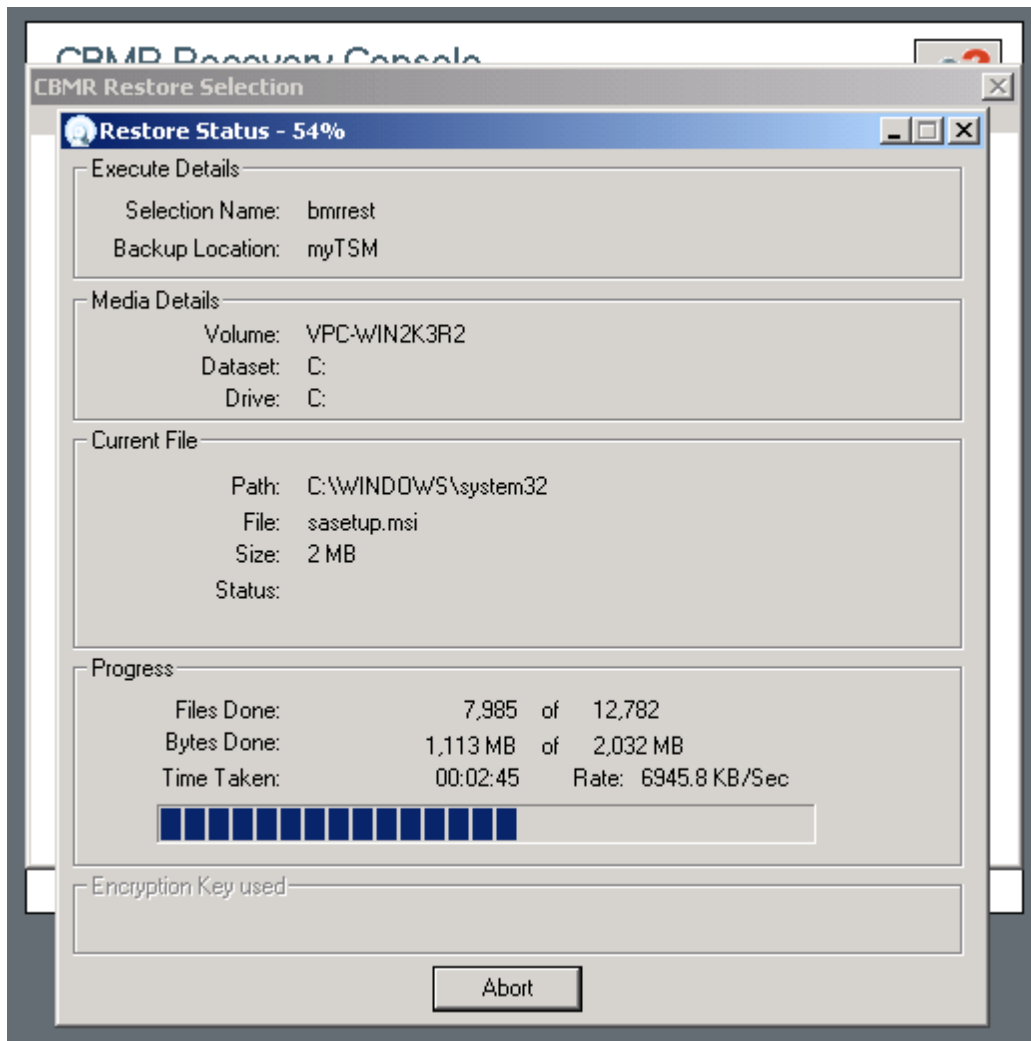 CBMR Recovery Console
CBMR Restore Selection
Restore Status - 54%
Execute Details
Selection Name: bmrrest
Backup Location: myTSM
Media Details
Volume: VPC-WIN2K3R2
Dataset: C:
Drive: C:
Current File
Path: C:\WINDOWS\system32
File: sasetup.msi
Size: 2 MB
Status:
Progress
Files Done: 7,985 of 12,782
Bytes Done: 1,113 MB of 2,032 MB
Time Taken: 00:02:45 Rate: 6945.8 KB/Sec
Encryption Key used
Abort